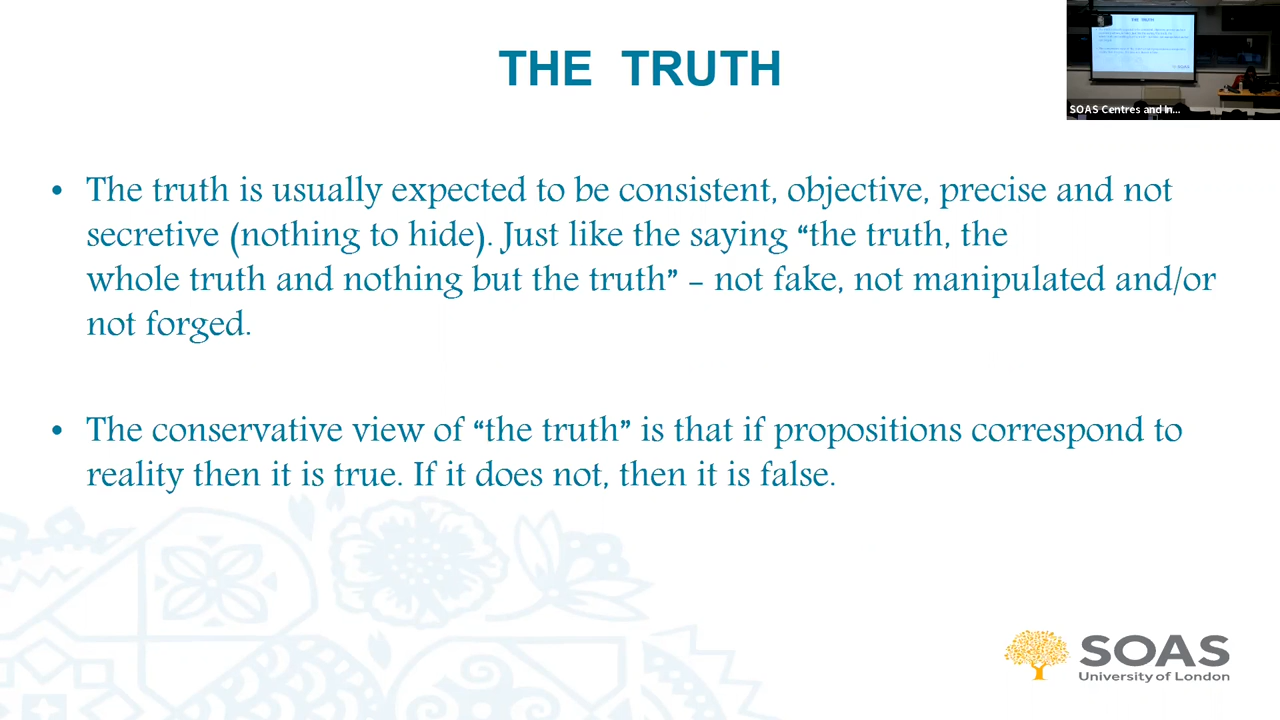 THE TRUTH
SOAS Centres and In...
• The truth is usually expected to be consistent, objective, precise and not
secretive (nothing to hide). Just like the saying “the truth, the
whole truth and nothing but the truth” – not fake, not manipulated and/or
not forged.
• The conservative view of “the truth” is that if propositions correspond to
reality then it is true. If it does not, then it is false.
SOAS
University of London